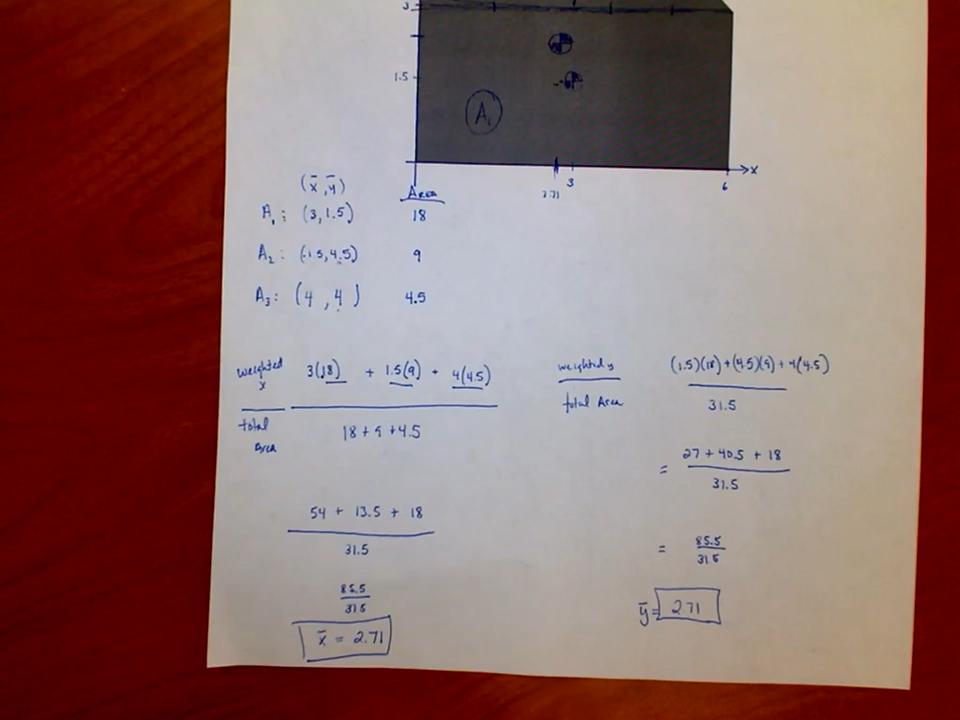 3
1.5
A₁
x
2.71 3 6
(x̄, ȳ) Area
A₁: (3, 1.5) 18
A₂: (1.5, 4.5) 9
A₃: (4, 4) 4.5
weighted x 3(18) + 1.5(9) + 4(4.5)
total Area 18 + 9 + 4.5
54 + 13.5 + 18
31.5
85.5
31.5
x̄ = 2.71
weighted y (1.5)(18) + (4.5)(9) + 4(4.5)
total Area 31.5
= 27 + 40.5 + 18
31.5
= 85.5
31.5
ȳ = 2.71